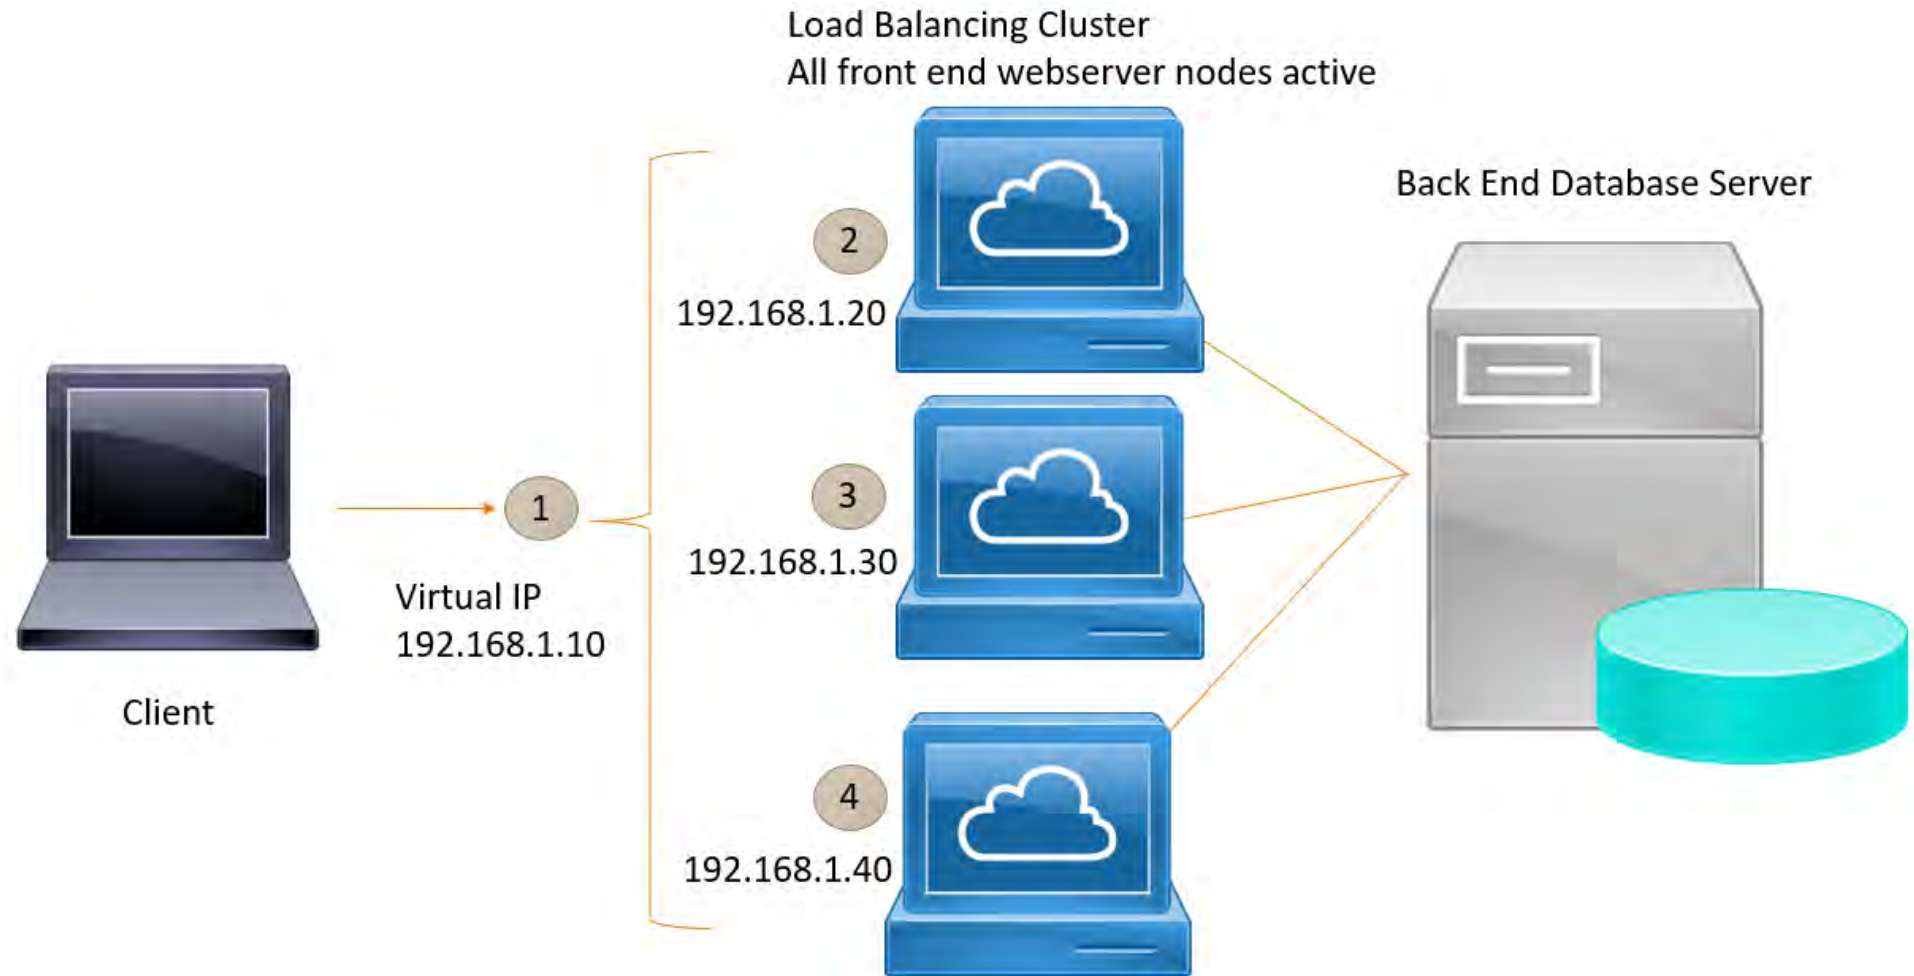 Load Balancing Cluster
All front end webserver nodes active
Back End Database Server
2
192.168.1.20
1
Virtual IP
192.168.1.10
3
192.168.1.30
Client
4
192.168.1.40